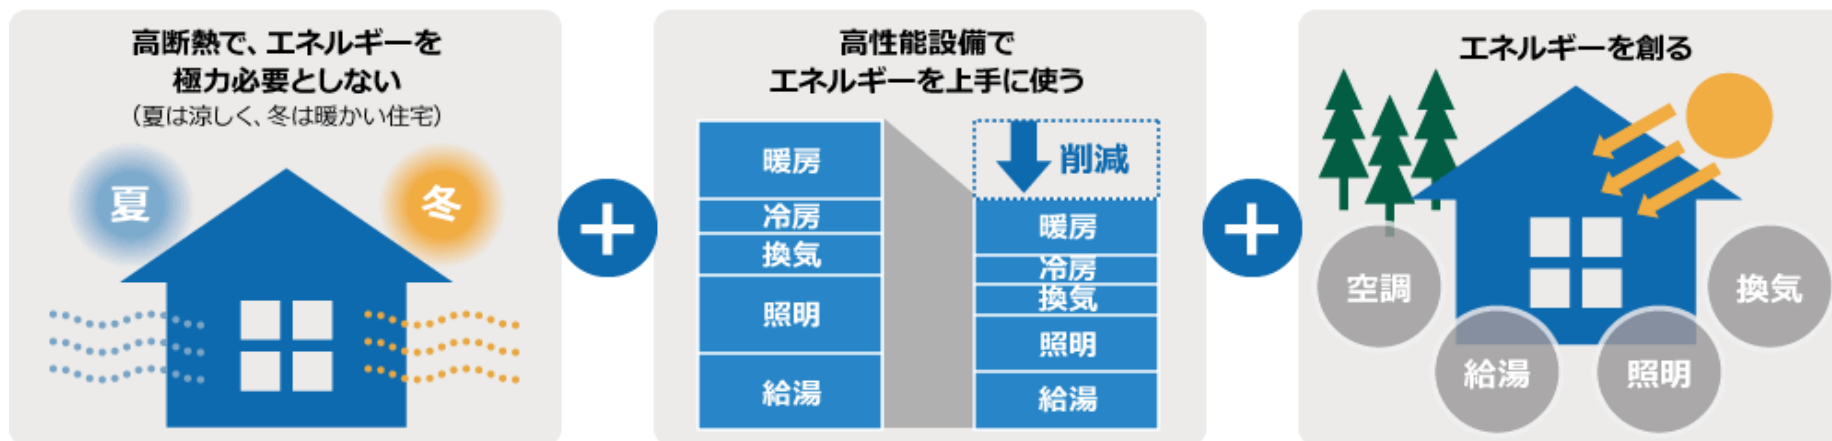 高断熱で、エネルギーを
極力必要としない
（夏は涼しく、冬は暖かい住宅）
夏
冬
高性能設備で
エネルギーを上手に使う
暖房
冷房
換気
照明
給湯
削減
暖房
冷房
換気
照明
給湯
エネルギーを創る
空調
給湯
照明
換気